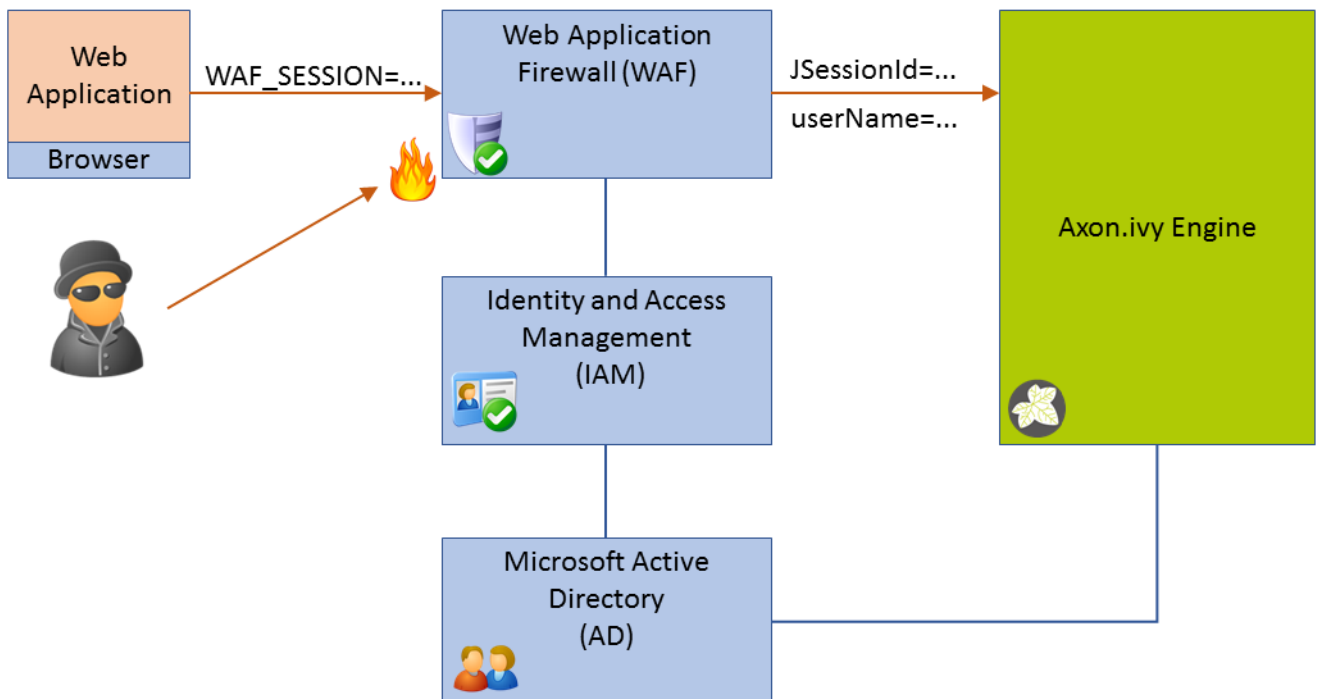 Web
Application
Browser
WAF_SESSION=...
Web Application
Firewall (WAF)
JSessionId=...
userName=...
Axon.ivy Engine
Identity and Access
Management
(IAM)
Microsoft Active
Directory
(AD)